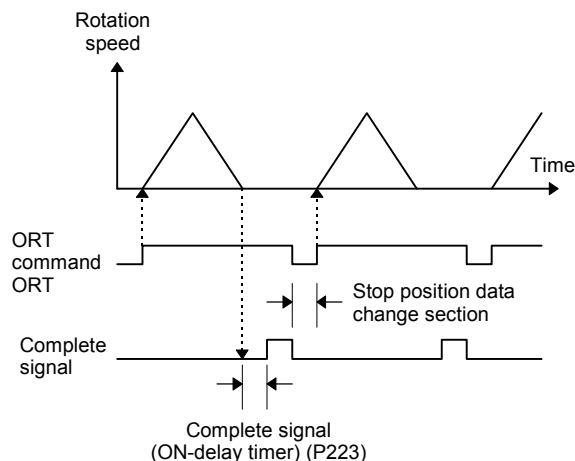 Rotation
speed
Time
ORT
command
ORT
Stop position data
change section
Complete
signal
Complete signal
(ON-delay timer) (P223)